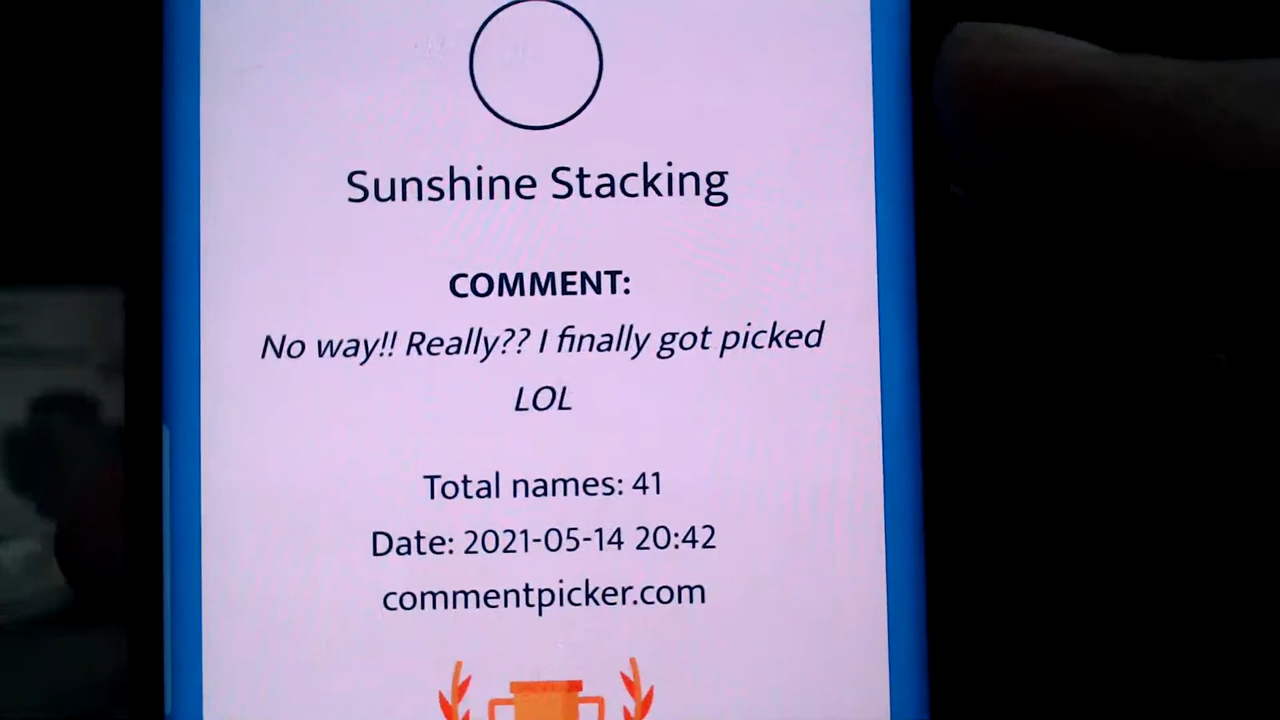 Sunshine Stacking
COMMENT:
No way!! Really?? I finally got picked
LOL
Total names: 41
Date: 2021-05-14 20:42
commentpicker.com